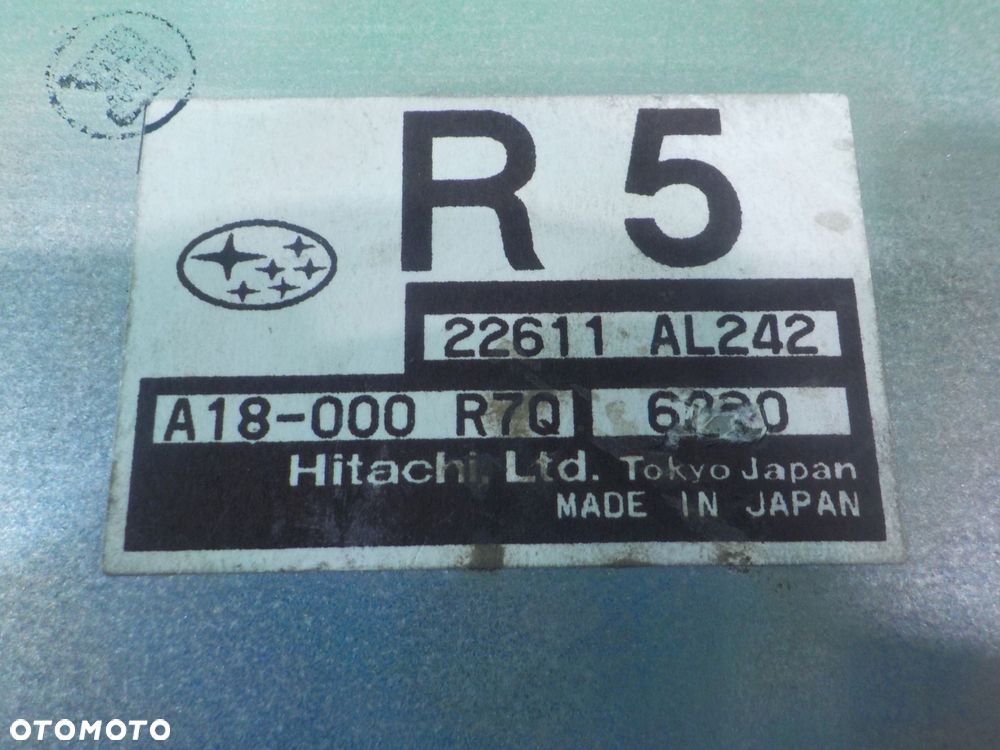 R 5
22611 AL242
A18-000 R7Q
Hitachi, Ltd. Tokyo Japan
MADE IN JAPAN
OTOMOTO